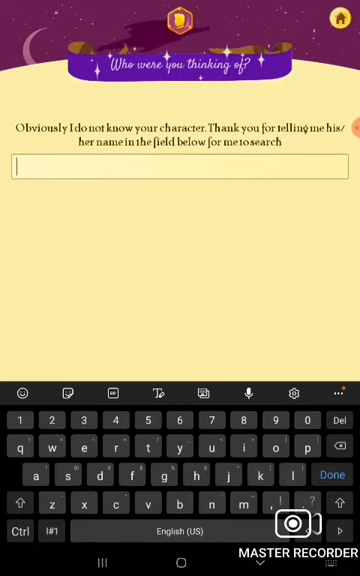 Who were you thinking of?
Obviously I do not know your character. Thank you for telling me his/
her name in the field below for me to search
GIF
1 2 3 4 5 6 7 8 9 0 Del
q w e r t y u i o p
a s d f g h j k l Done
z x c v b n m , ! . ?
Ctrl !#1 English (US)
MASTER RECORDER